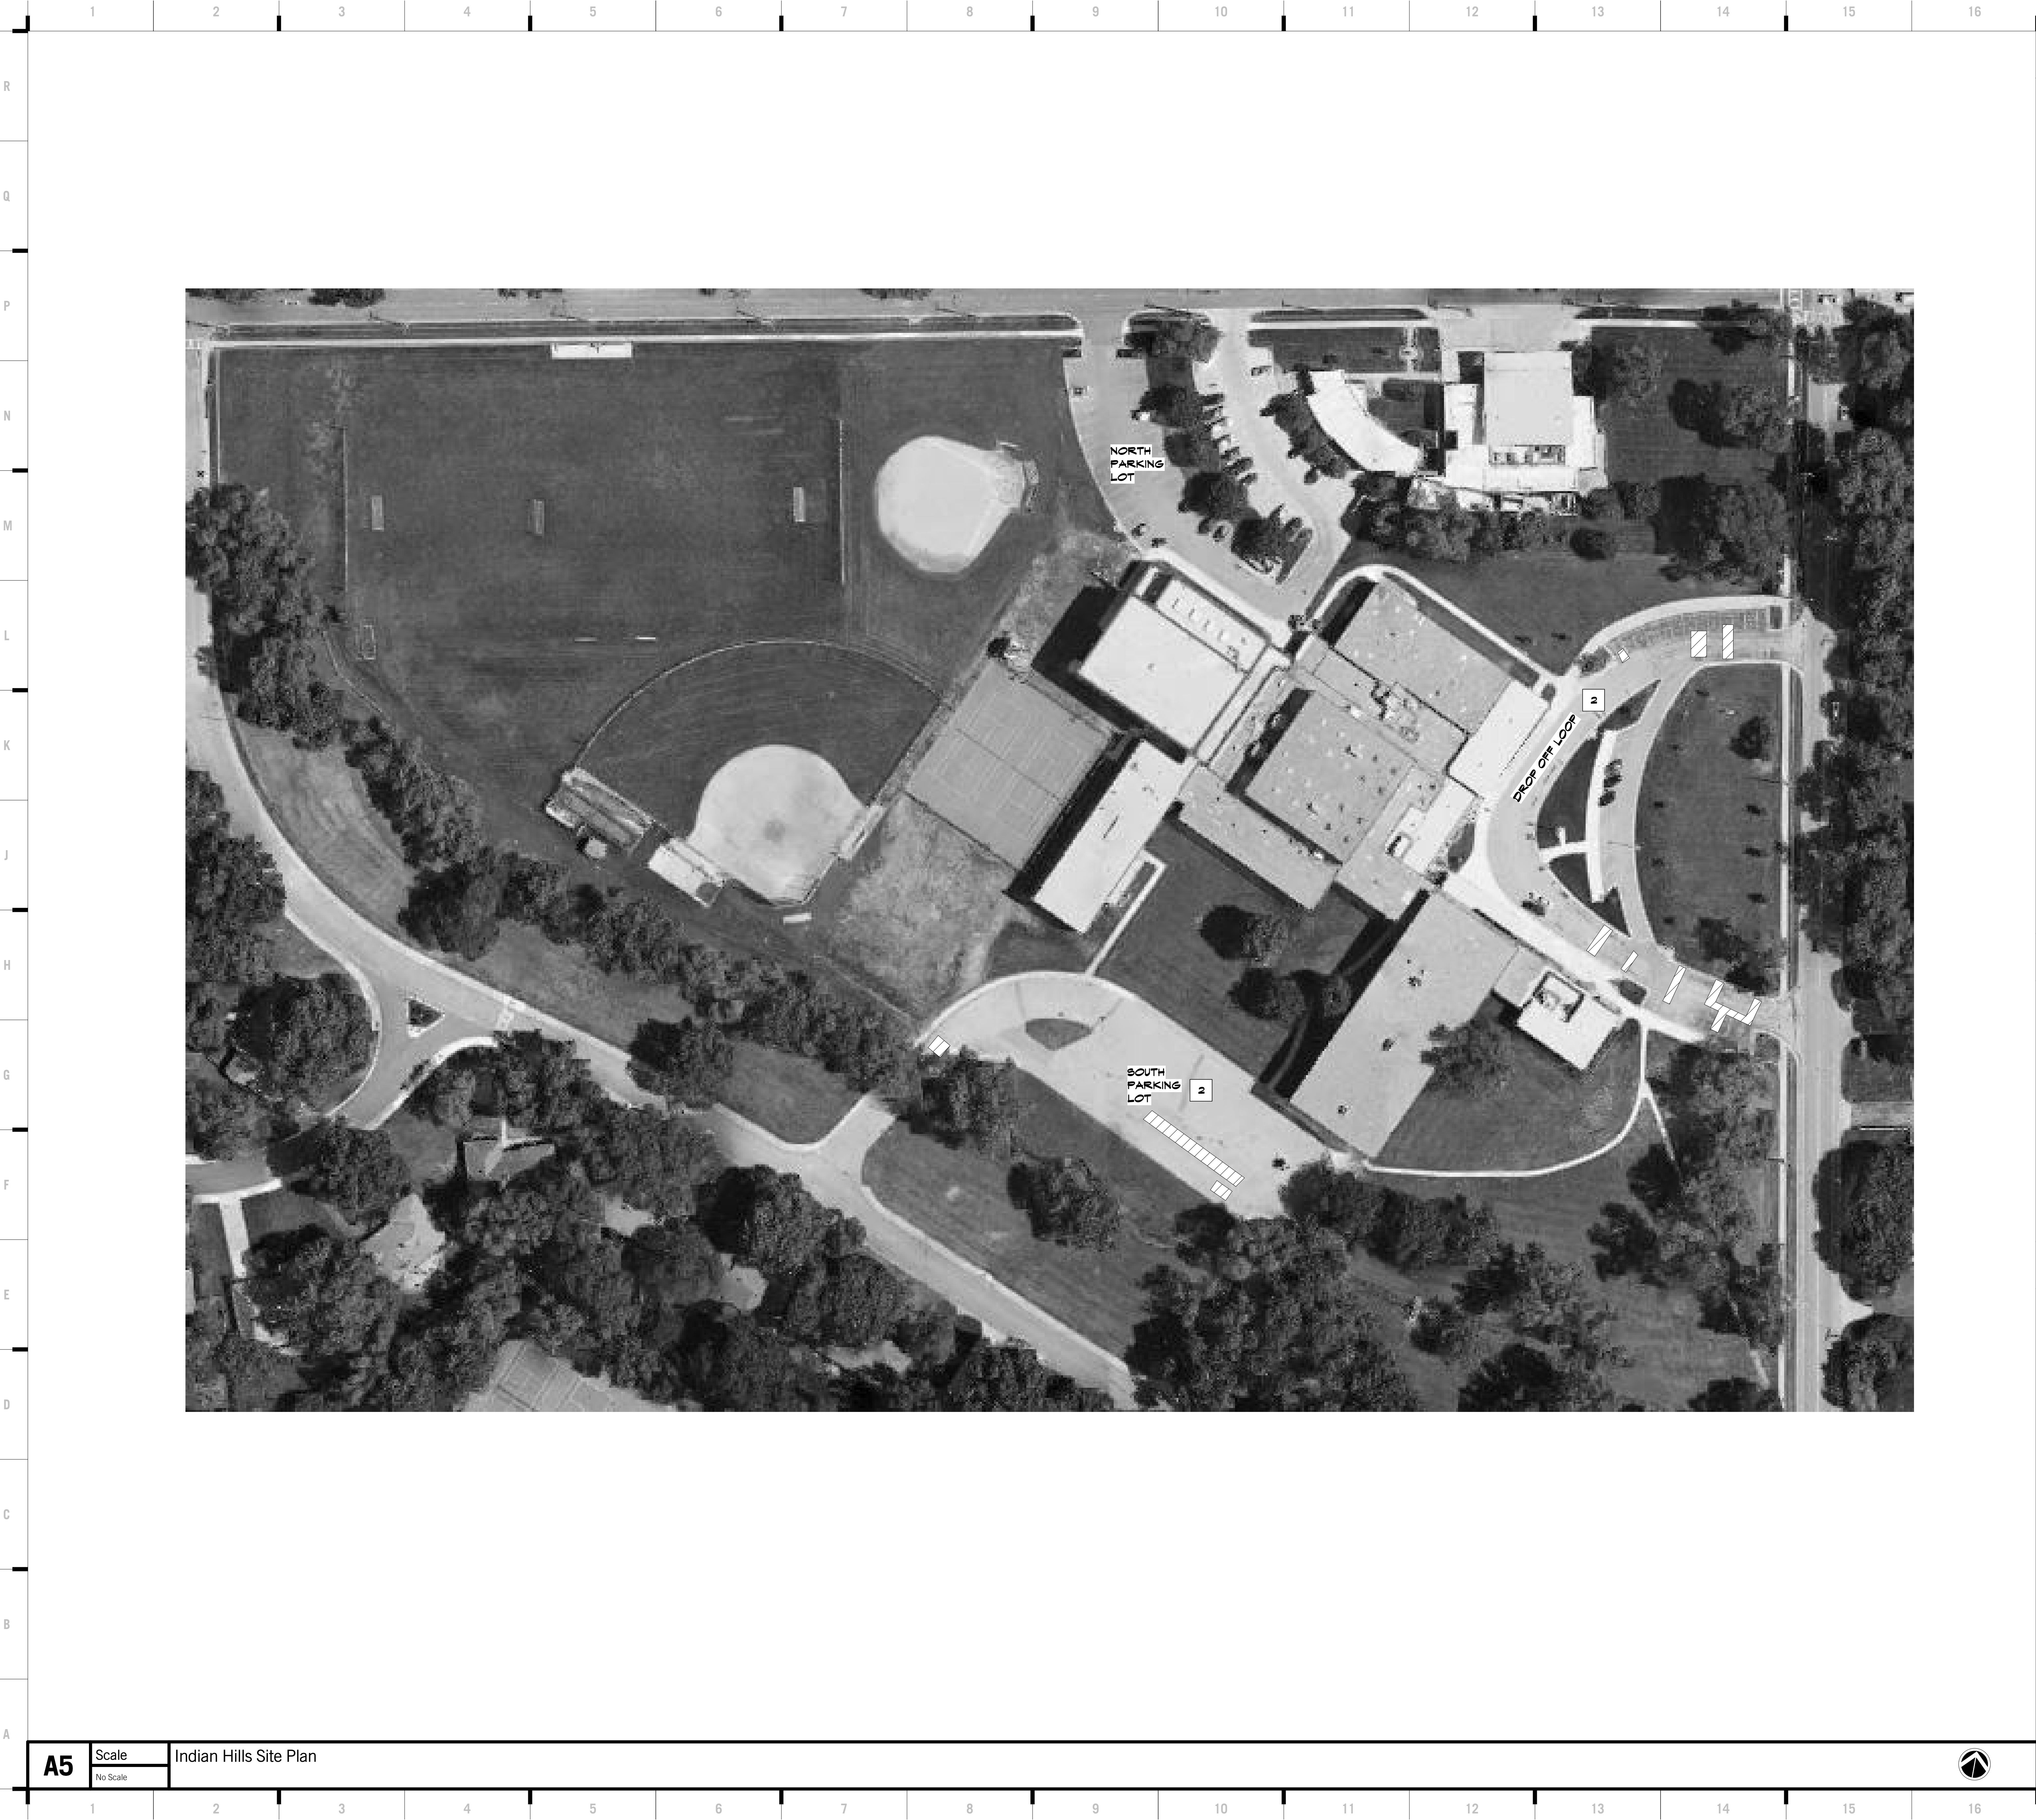 1 2 3 4 5 6 7 8 9 10 11 12 13 14 15 16
R
Q
P
N
M
L
K
J
H
G
F
E
D
C
B
A
NORTH
PARKING
LOT
2
DROP OFF LOOP
SOUTH
PARKING
LOT
2
A5
Scale
No Scale
Indian Hills Site Plan
1 2 3 4 5 6 7 8 9 10 11 12 13 14 15 16